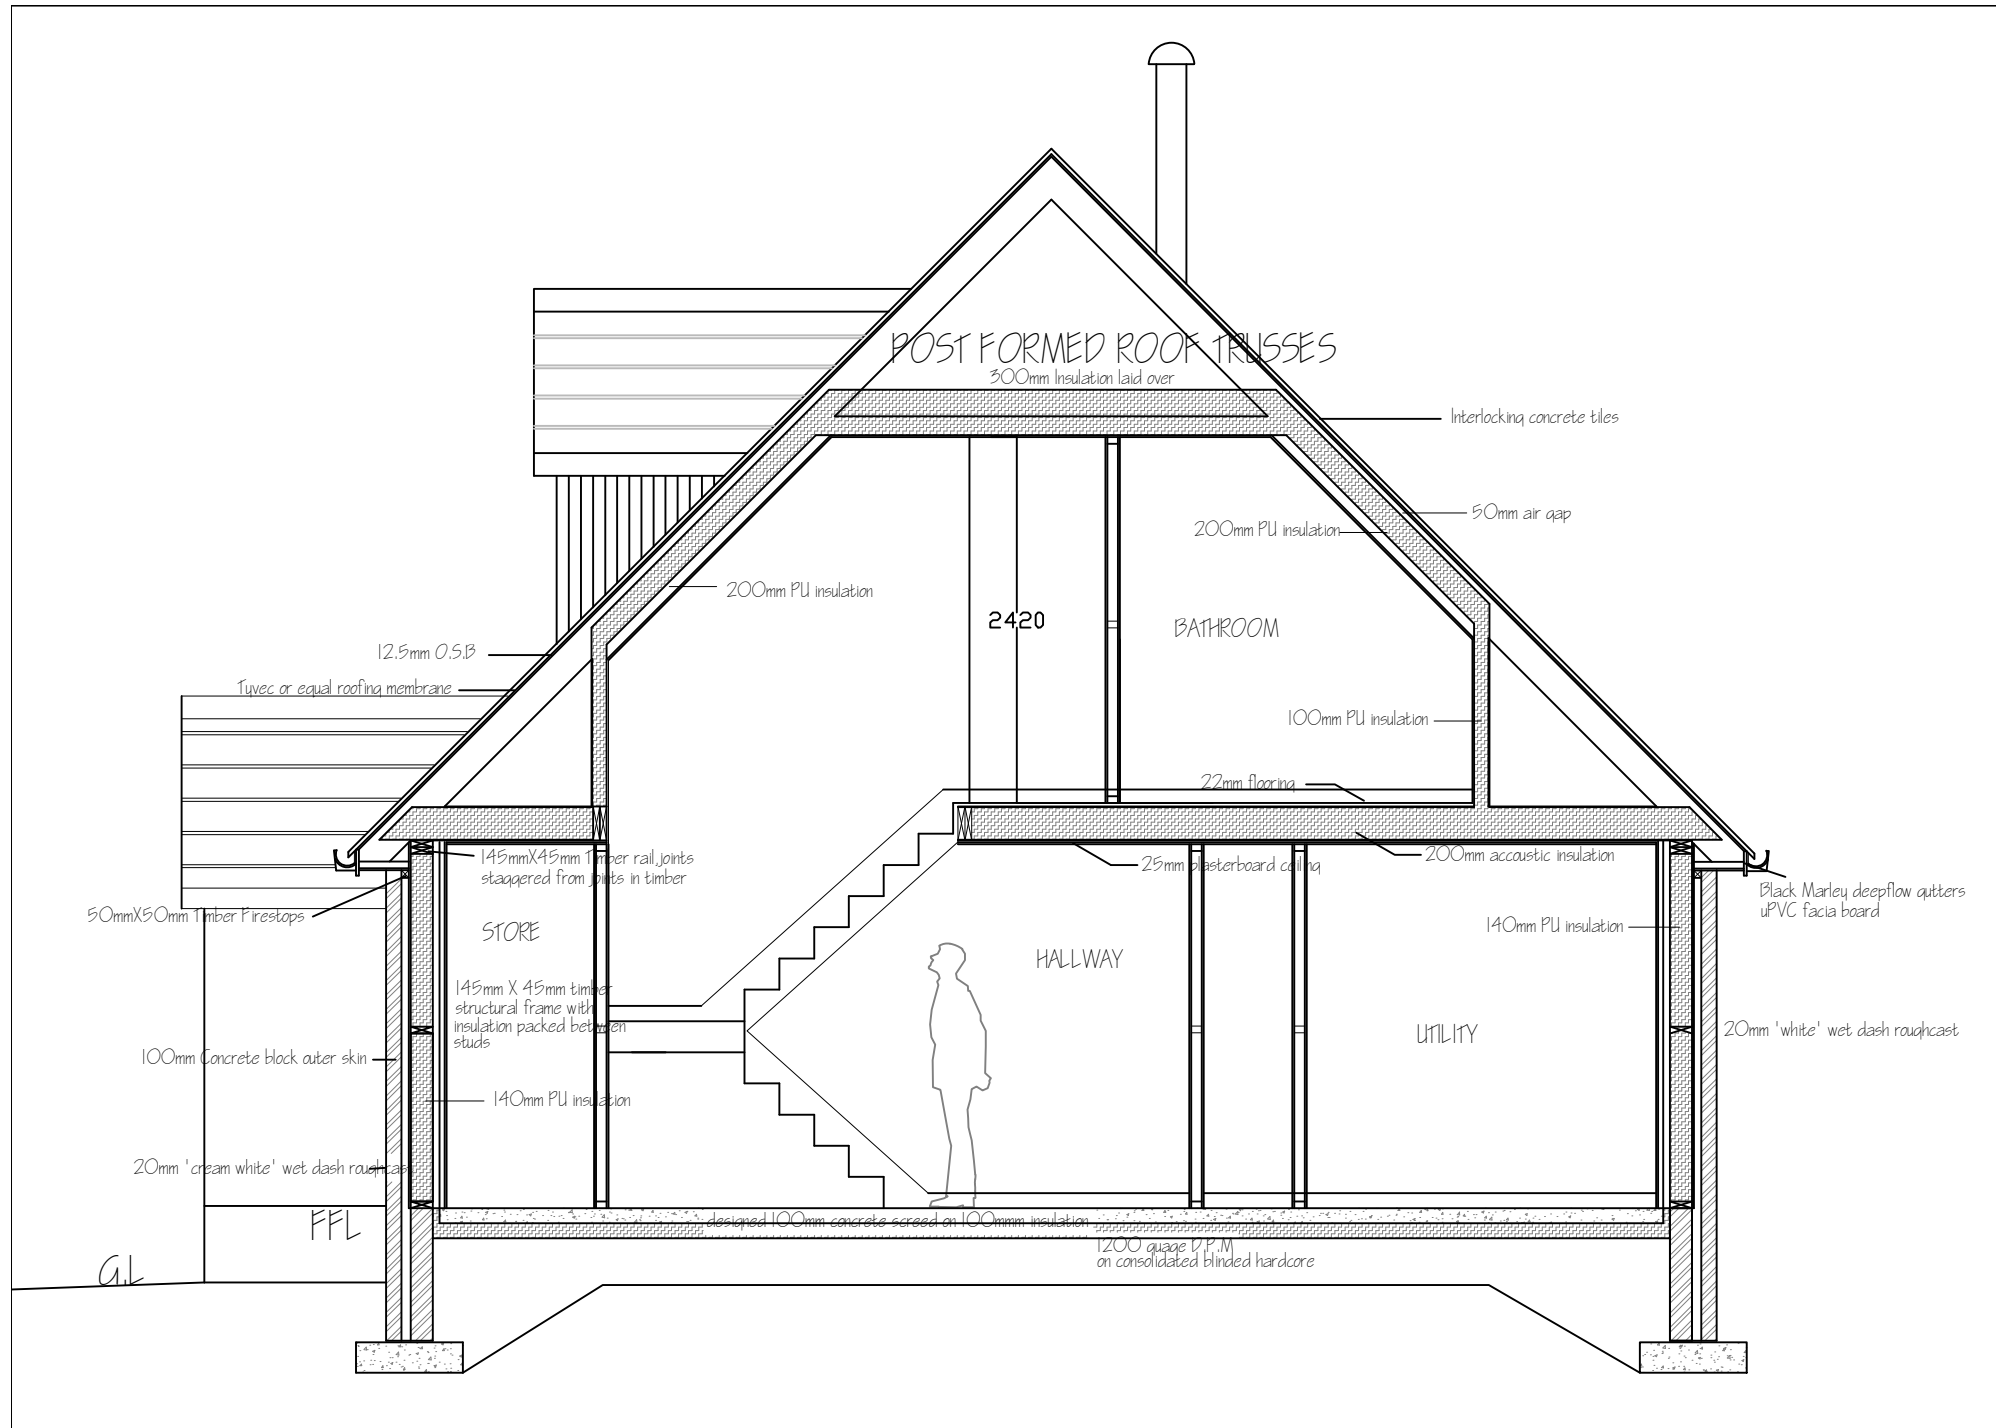 POST FORMED ROOF TRUSSES
300mm Insulation laid over
Interlocking concrete tiles
50mm air gap
200mm PU insulation
200mm PU insulation
2420
BATHROOM
12.5mm O.S.B
Tyvec or equal roofing membrane
100mm PU insulation
22mm flooring
145mmX45mm Timber rail,joints
staggered from joints in timber
25mm plasterboard ceiling
200mm accoustic insulation
Black Marley deepflow gutters
uPVC facia board
50mmX50mm Timber Firestops
140mm PU insulation
STORE
HALLWAY
145mm X 45mm timber
structural frame with
insulation packed between
studs
UTILITY
20mm 'white' wet dash roughcast
100mm Concrete block outer skin
140mm PU insulation
20mm 'cream white' wet dash roughcast
FFL
designed 100mm concrete screed on 100mmm insulation
1200 guage D.P.M
on consolidated blinded hardcore
G.L